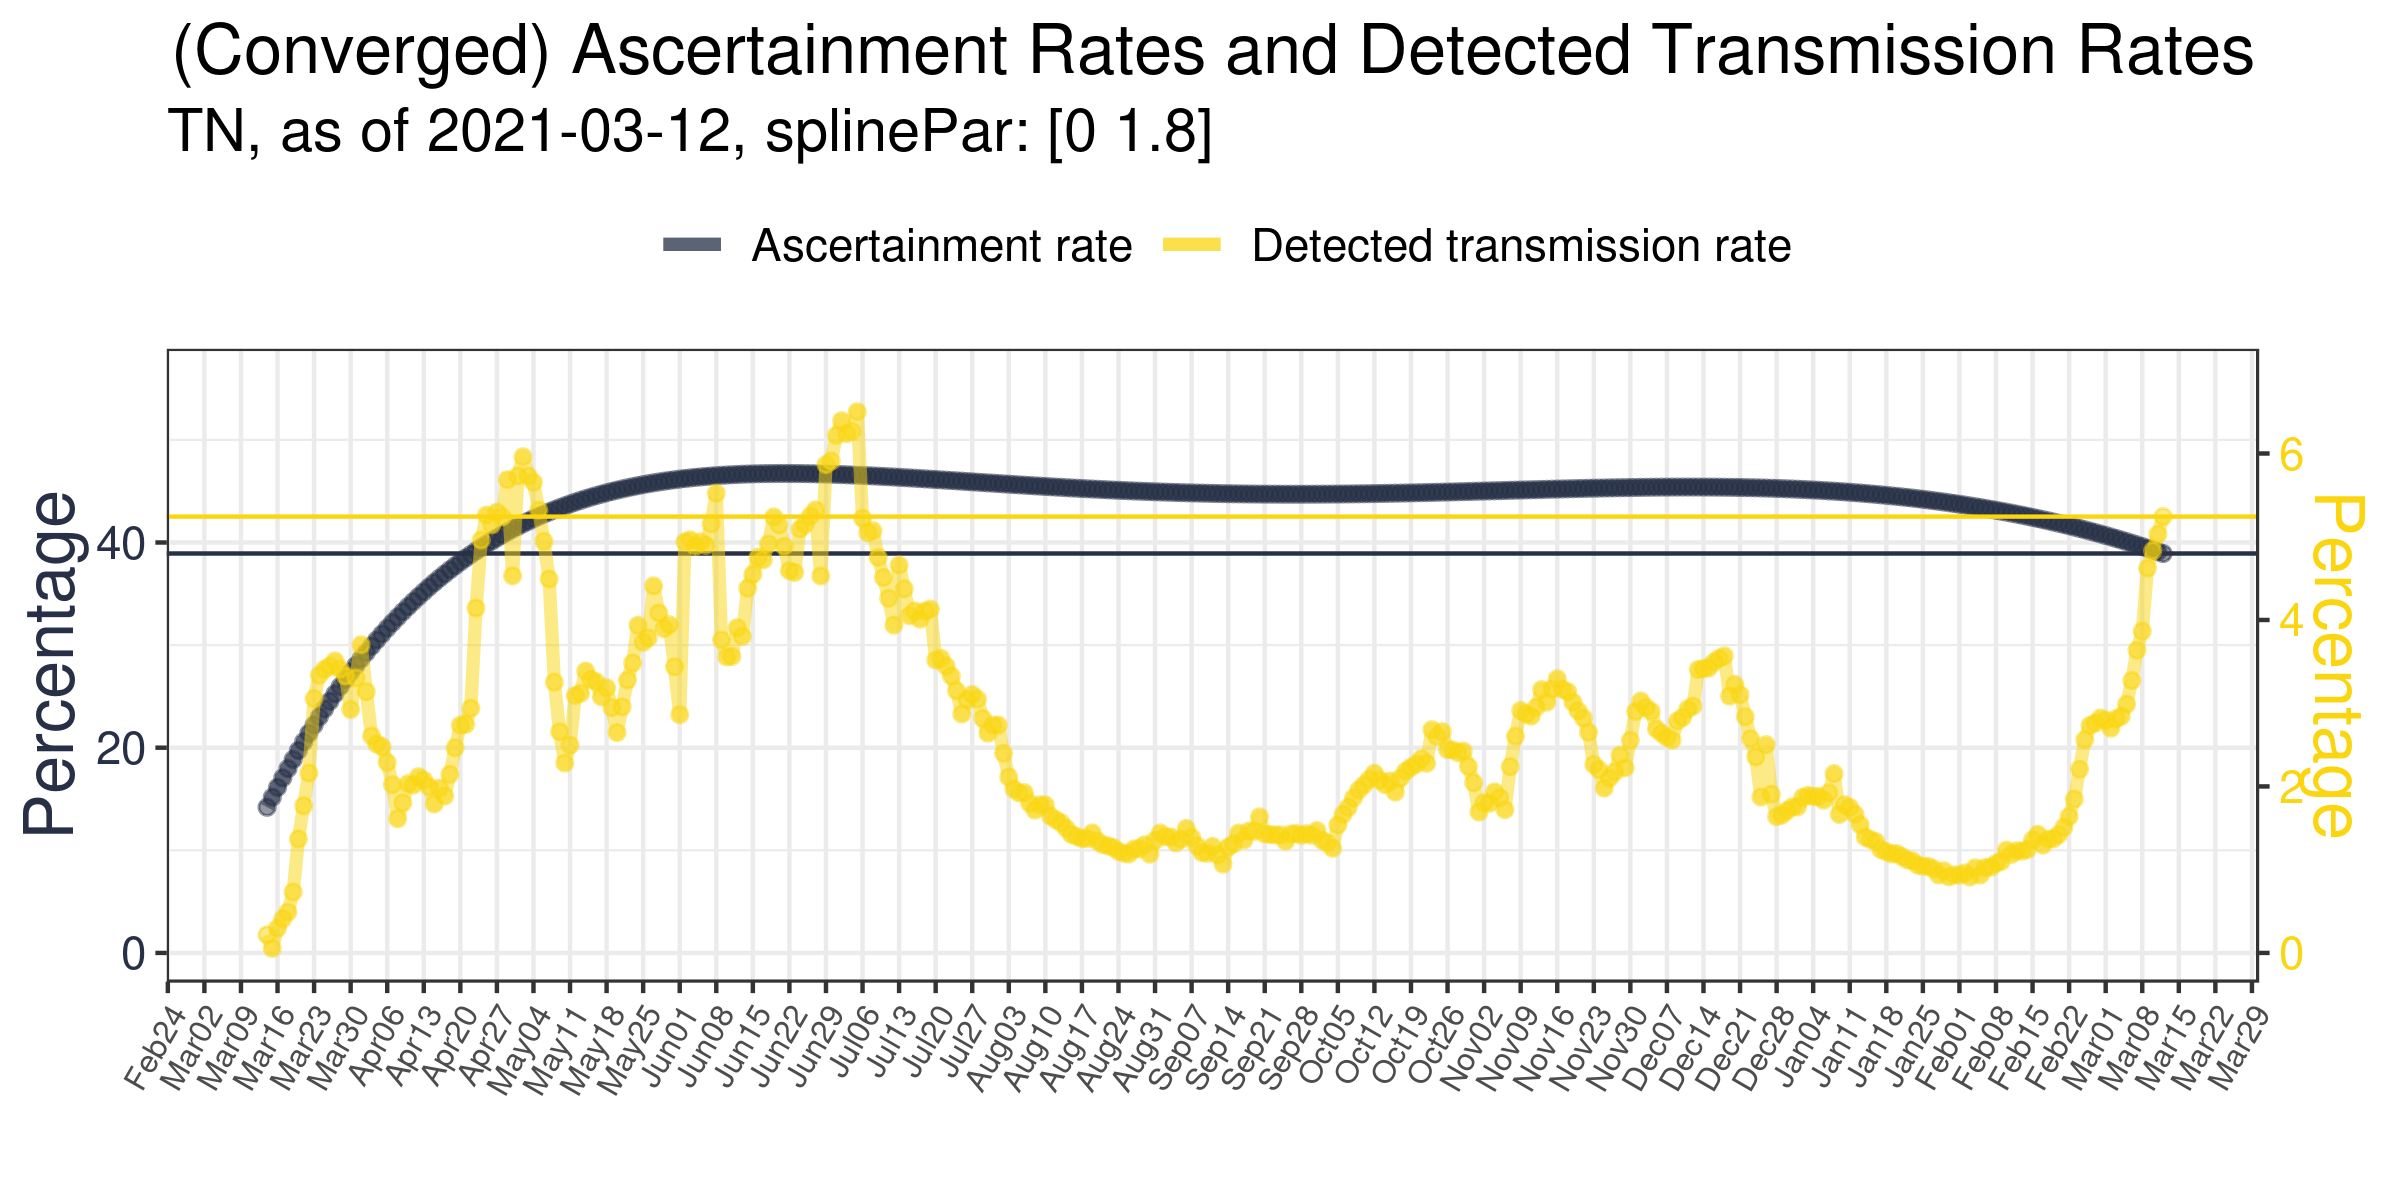 (Converged) Ascertainment Rates and Detected Transmission Rates
TN, as of 2021-03-12, splinePar: [0 1.8]
Ascertainment rate Detected transmission rate
Percentage
40
20
0
6
4
2
0
Percentage
Feb24 Mar02 Mar09 Mar16 Mar23 Mar30 Apr06 Apr13 Apr20 Apr27 May04 May11 May18 May25 Jun01 Jun08 Jun15 Jun22 Jun29 Jul06 Jul13 Jul20 Jul27 Aug03 Aug10 Aug17 Aug24 Aug31 Sep07 Sep14 Sep21 Sep28 Oct05 Oct12 Oct19 Oct26 Nov02 Nov09 Nov16 Nov23 Nov30 Dec07 Dec14 Dec21 Dec28 Jan04 Jan11 Jan18 Jan25 Feb01 Feb08 Feb15 Feb22 Mar01 Mar08 Mar15 Mar22 Mar29